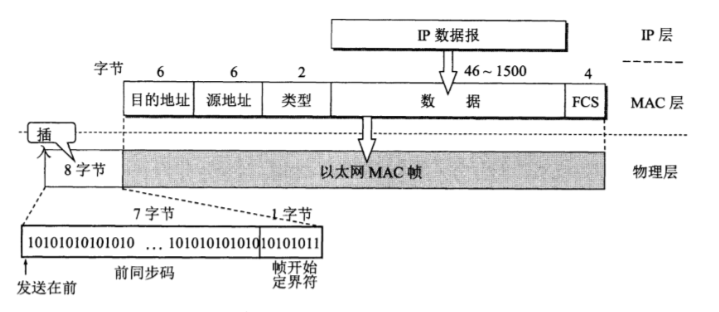 IP 数据报 IP 层
字节 6 6 2 46~1500 4
目的地址 源地址 类型 数 据 FCS MAC 层
插入
8 字节 以太网 MAC 帧 物理层
7 字节 1 字节
10101010101010 ... 10101010101010101011
前同步码 帧开始
定界符
发送在前